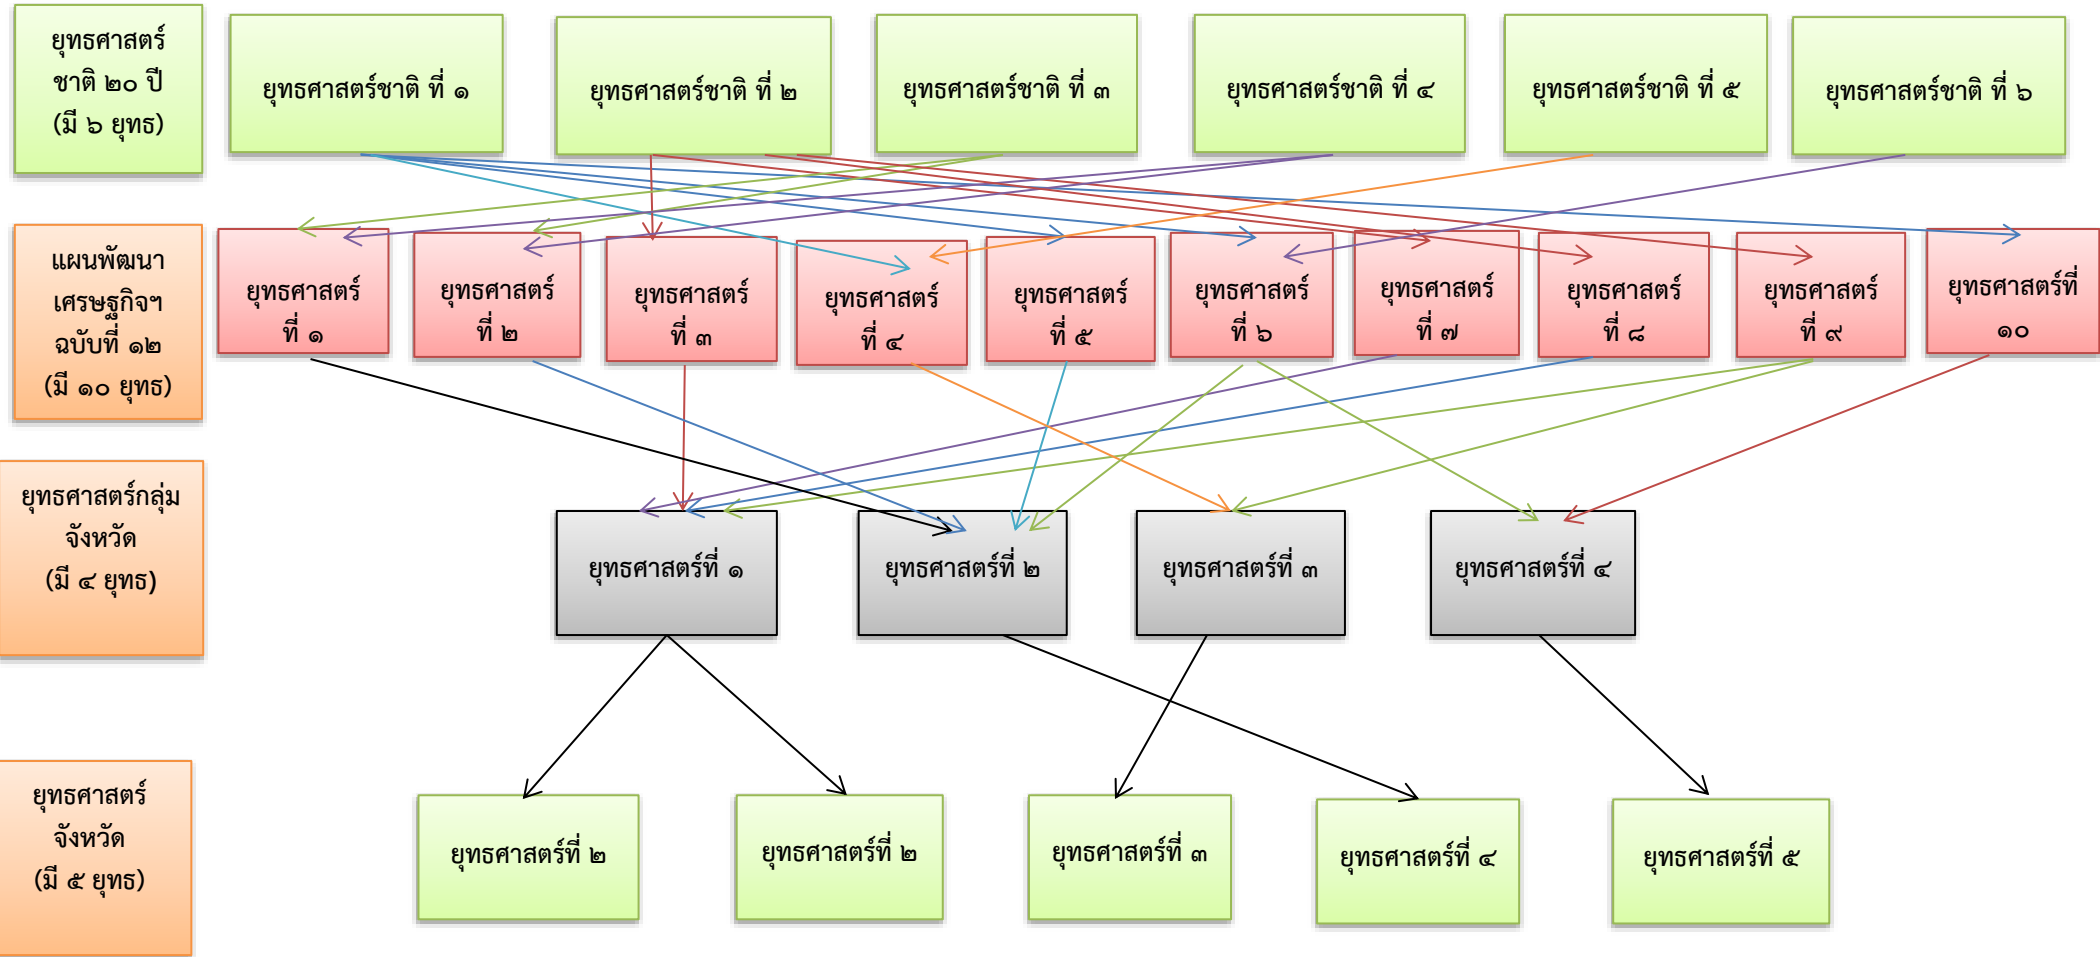 ยุทธศาสตร์
ชาติ ๒๐ ปี
(มี ๖ ยุทธ)
ยุทธศาสตร์ชาติ ที่ ๑
ยุทธศาสตร์ชาติ ที่ ๒
ยุทธศาสตร์ชาติ ที่ ๓
ยุทธศาสตร์ชาติ ที่ ๔
ยุทธศาสตร์ชาติ ที่ ๕
ยุทธศาสตร์ชาติ ที่ ๖
แผนพัฒนา
เศรษฐกิจฯ
ฉบับที่ ๑๒
(มี ๑๐ ยุทธ)
ยุทธศาสตร์
ที่ ๑
ยุทธศาสตร์
ที่ ๒
ยุทธศาสตร์
ที่ ๓
ยุทธศาสตร์
ที่ ๔
ยุทธศาสตร์
ที่ ๕
ยุทธศาสตร์
ที่ ๖
ยุทธศาสตร์
ที่ ๗
ยุทธศาสตร์
ที่ ๘
ยุทธศาสตร์
ที่ ๙
ยุทธศาสตร์ที่
๑๐
ยุทธศาสตร์กลุ่ม
จังหวัด
(มี ๔ ยุทธ)
ยุทธศาสตร์ที่ ๑
ยุทธศาสตร์ที่ ๒
ยุทธศาสตร์ที่ ๓
ยุทธศาสตร์ที่ ๔
ยุทธศาสตร์
จังหวัด
(มี ๕ ยุทธ)
ยุทธศาสตร์ที่ ๒
ยุทธศาสตร์ที่ ๒
ยุทธศาสตร์ที่ ๓
ยุทธศาสตร์ที่ ๔
ยุทธศาสตร์ที่ ๕